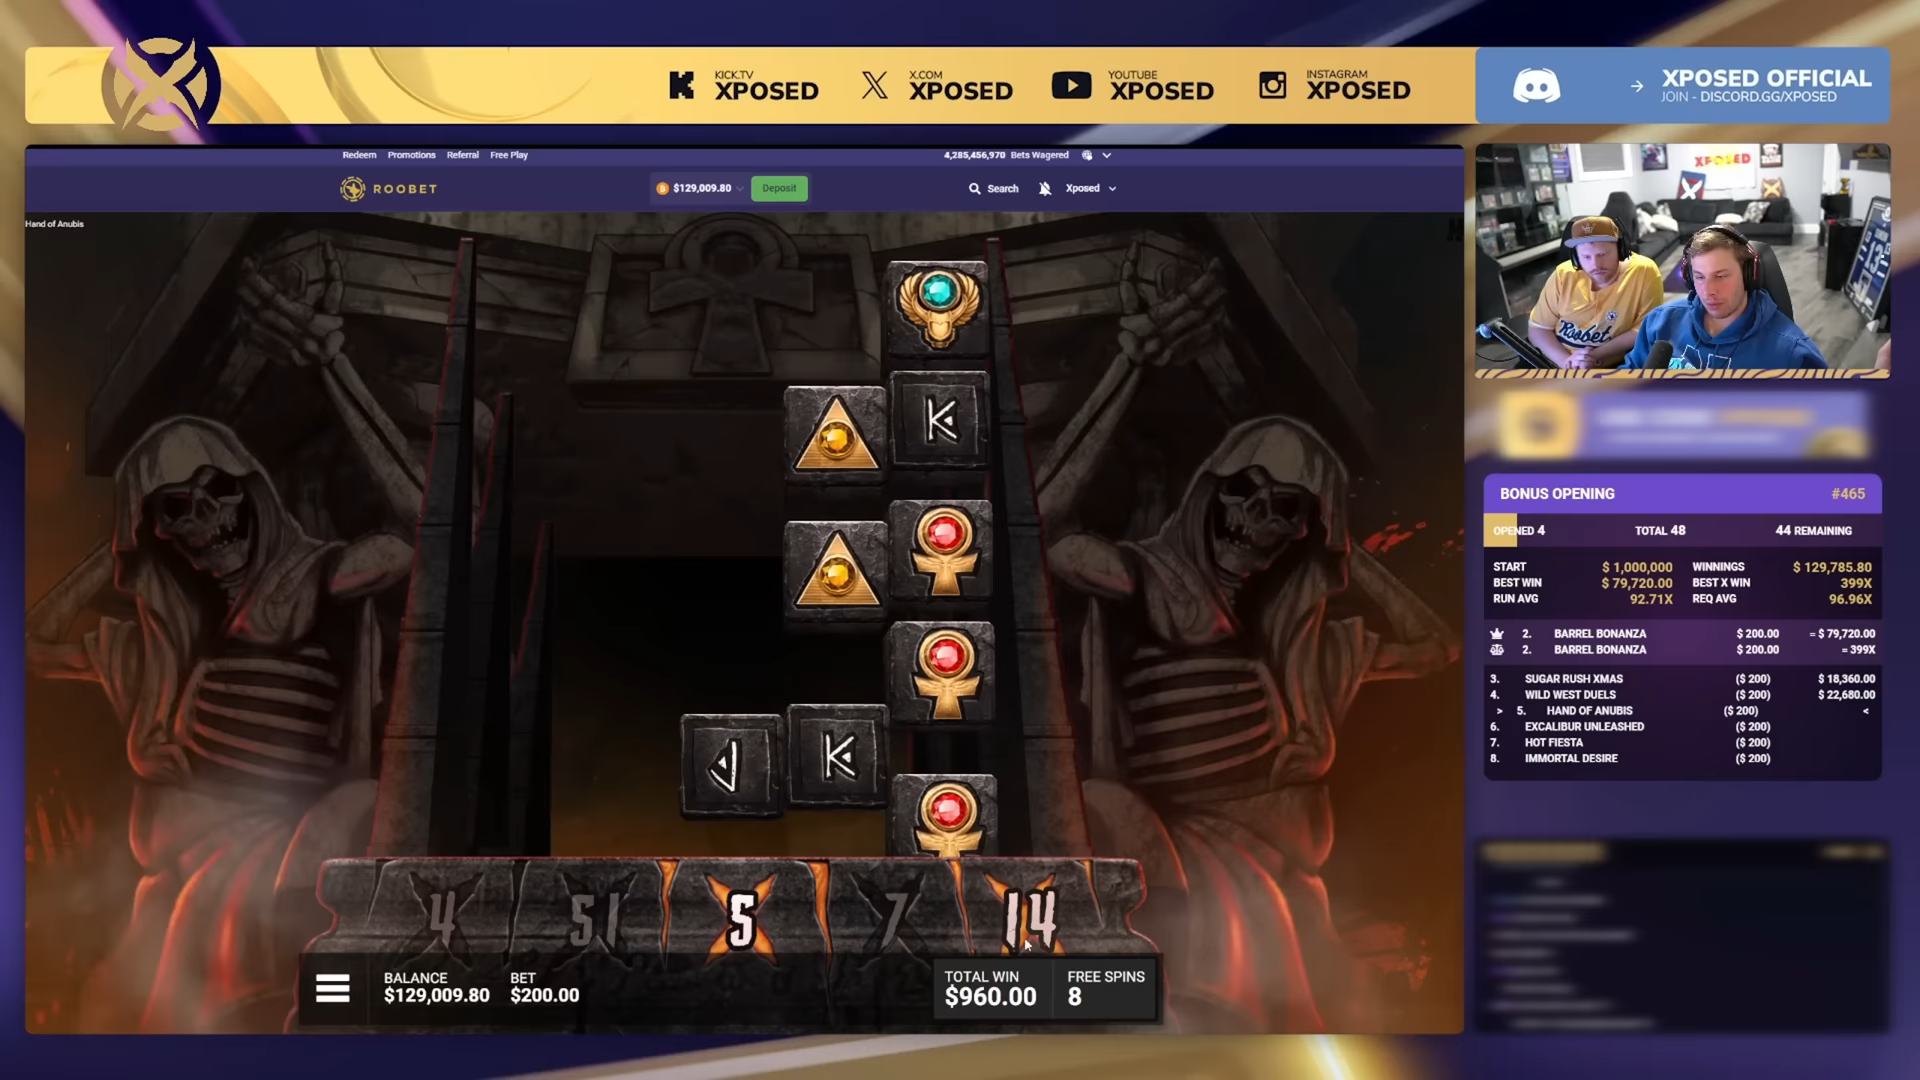 KICK.TV
XPOSED
X.COM
XPOSED
YOUTUBE
XPOSED
INSTAGRAM
XPOSED
XPOSED OFFICIAL
JOIN - DISCORD.GG/XPOSED
Redeem Promotions Referral Free Play
4,285,456,970 Bets Wagered
ROOBET
$129,009.80
Deposit
Search
Xposed
Hand of Anubis
K
J K
4 51 5 7 14
BALANCE
$129,009.80
BET
$200.00
TOTAL WIN
$960.00
FREE SPINS
8
XPOSED
Roobet
BONUS OPENING #465
OPENED 4 TOTAL 48 44 REMAINING
START $ 1,000,000 WINNINGS $ 129,785.80
BEST WIN $ 79,720.00 BEST X WIN 399X
RUN AVG 92.71X REQ AVG 96.96X
2. BARREL BONANZA $ 200.00 = $ 79,720.00
2. BARREL BONANZA $ 200.00 = 399X
3. SUGAR RUSH XMAS ($ 200) $ 18,360.00
4. WILD WEST DUELS ($ 200) $ 22,680.00
> 5. HAND OF ANUBIS ($ 200) <
6. EXCALIBUR UNLEASHED ($ 200)
7. HOT FIESTA ($ 200)
8. IMMORTAL DESIRE ($ 200)